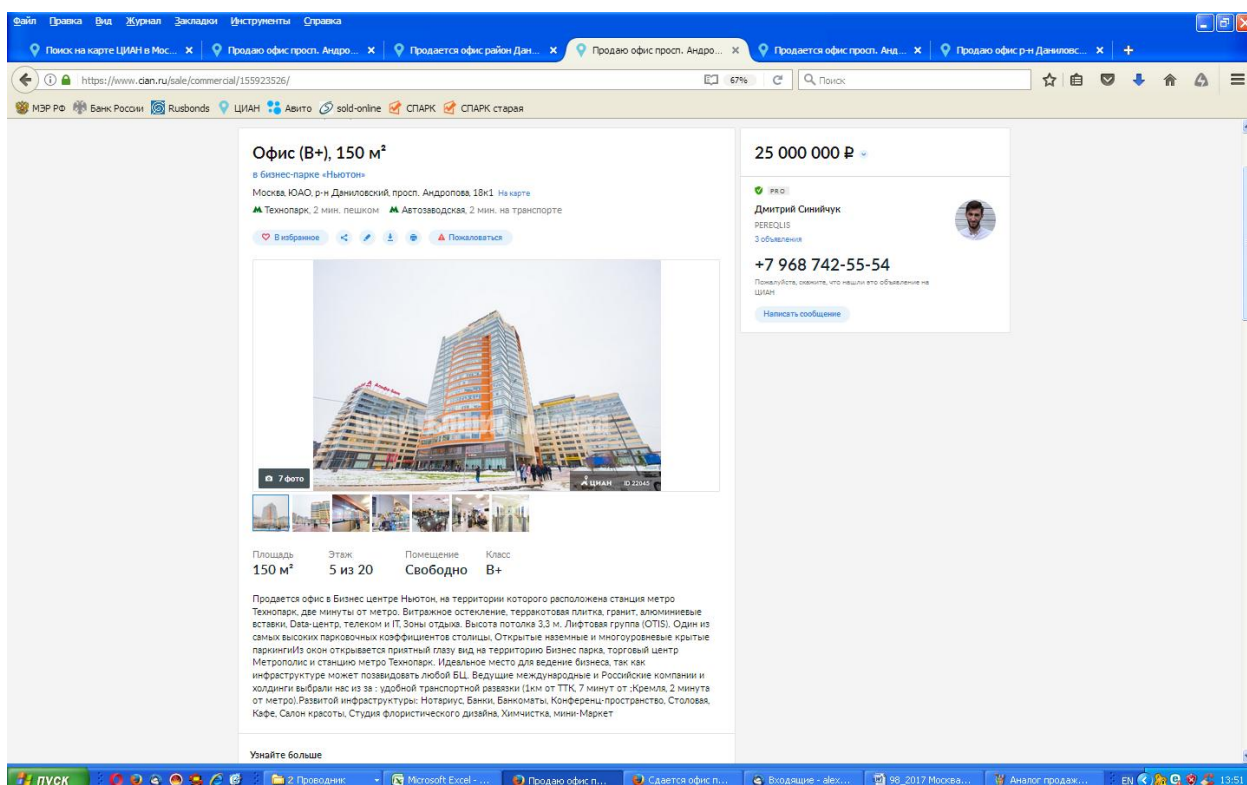 Файл Правка Вид Журнал Закладки Инструменты Справка
Поиск на карте ЦИАН в Мос... Продаю офис просп. Андро... Продается офис район Дан... Продаю офис просп. Андро... Продается офис просп. Анд... Продаю офис р-н Даниловс...
https://www.cian.ru/sale/commercial/155923526/ 67% Поиск
МЭР РФ Банк России Rusbonds ЦИАН Авито sold-online СПАРК СПАРК старая
Офис (B+), 150 м²
в бизнес-парке «Ньютон»
Москва, ЮАО, р-н Даниловский, просп. Андропова, 18к1 На карте
Технопарк, 2 мин. пешком Автозаводская, 2 мин. на транспорте
В избранное Пожаловаться
25 000 000 ₽
PRO
Дмитрий Синийчук
PEREQLIS
3 объявления
+7 968 742-55-54
Пожалуйста, скажите, что нашли это объявление на
ЦИАН
Написать сообщение
Альфа-Банк
7 фото
ЦИАН ID 22045
Площадь Этаж Помещение Класс
150 м² 5 из 20 Свободно B+
Продается офис в Бизнес центре Ньютон, на территории которого расположена станция метро
Технопарк, две минуты от метро. Витражное остекление, терракотовая плитка, гранит, алюминиевые
вставки, Data-центр, телеком и IT, Зоны отдыха. Высота потолка 3,3 м. Лифтовая группа (OTIS). Один из
самых высоких парковочных коэффициентов столицы, Открытые наземные и многоуровневые крытые
паркингиИз окон открывается приятный глазу вид на территорию Бизнес парка, торговый центр
Метрополис и станцию метро Технопарк. Идеальное место для ведение бизнеса, так как
инфраструктуре может позавидовать любой БЦ. Ведущие международные и Российские компании и
холдинги выбрали нас из за : удобной транспортной развязки (1км от ТТК, 7 минут от ;Кремля, 2 минута
от метро).Развитой инфраструктуры: Нотариус, Банки, Банкоматы, Конференц-пространство, Столовая,
Кафе, Салон красоты, Студия флористического дизайна, Химчистка, мини-Маркет
Узнайте больше
пуск 2 Проводник Microsoft Excel - ... Продаю офис п... Сдается офис п... Входящие - alex... 98_2017 Москва... Аналог продаж... EN 13:51